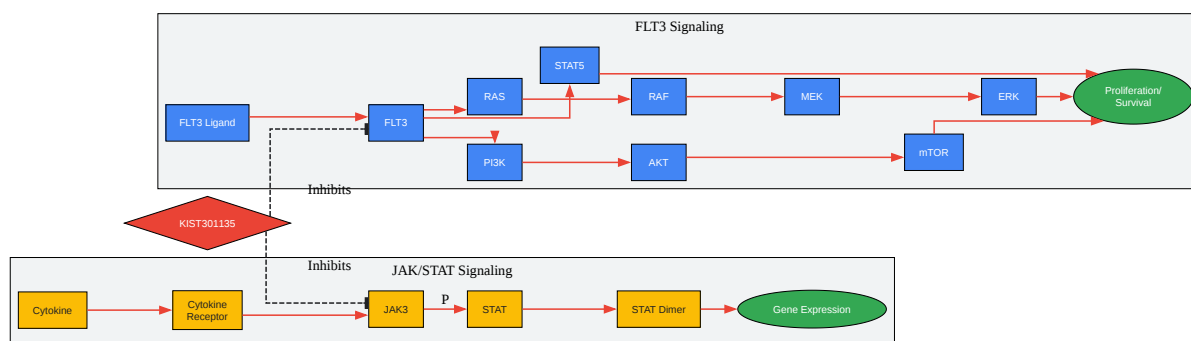 FLT3 Signaling
STAT5
RAS
RAF
MEK
ERK
Proliferation/
Survival
FLT3 Ligand
FLT3
PI3K
AKT
mTOR
Inhibits
KIST301135
Inhibits
JAK/STAT Signaling
Cytokine
Cytokine
Receptor
JAK3
P
STAT
STAT Dimer
Gene Expression